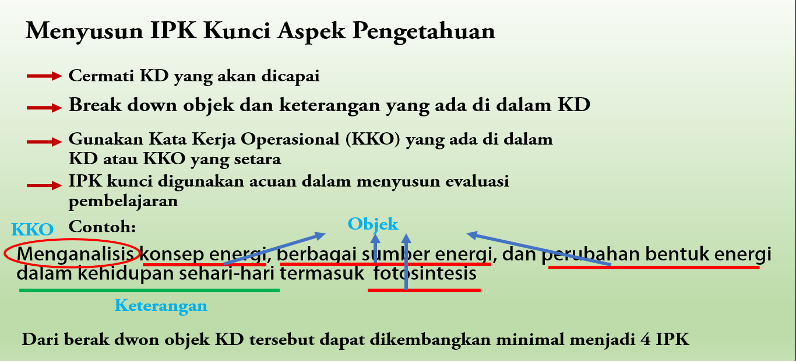 Menyusun IPK Kunci Aspek Pengetahuan
Cermati KD yang akan dicapai
Break down objek dan keterangan yang ada di dalam KD
Gunakan Kata Kerja Operasional (KKO) yang ada di dalam
KD atau KKO yang setara
IPK kunci digunakan acuan dalam menyusun evaluasi
pembelajaran
KKO
Contoh:
Objek
Menganalisis konsep energi, berbagai sumber energi, dan perubahan bentuk energi
dalam kehidupan sehari-hari termasuk fotosintesis
Keterangan
Dari berak dwon objek KD tersebut dapat dikembangkan minimal menjadi 4 IPK